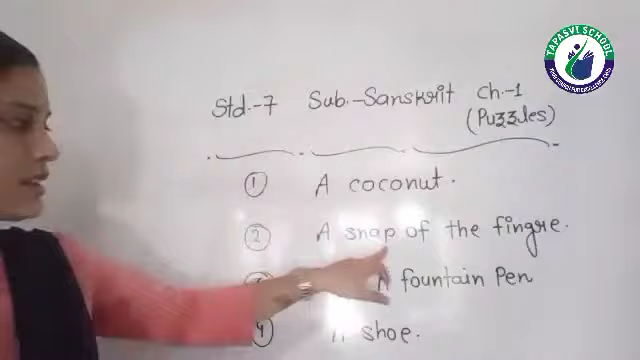 TAPASVI SCHOOL
Std.-7 Sub.-Sanskrit Ch.-1
(Puzzles)
① A coconut.
② A snap of the fingre.
A fountain Pen
4 A shoe.